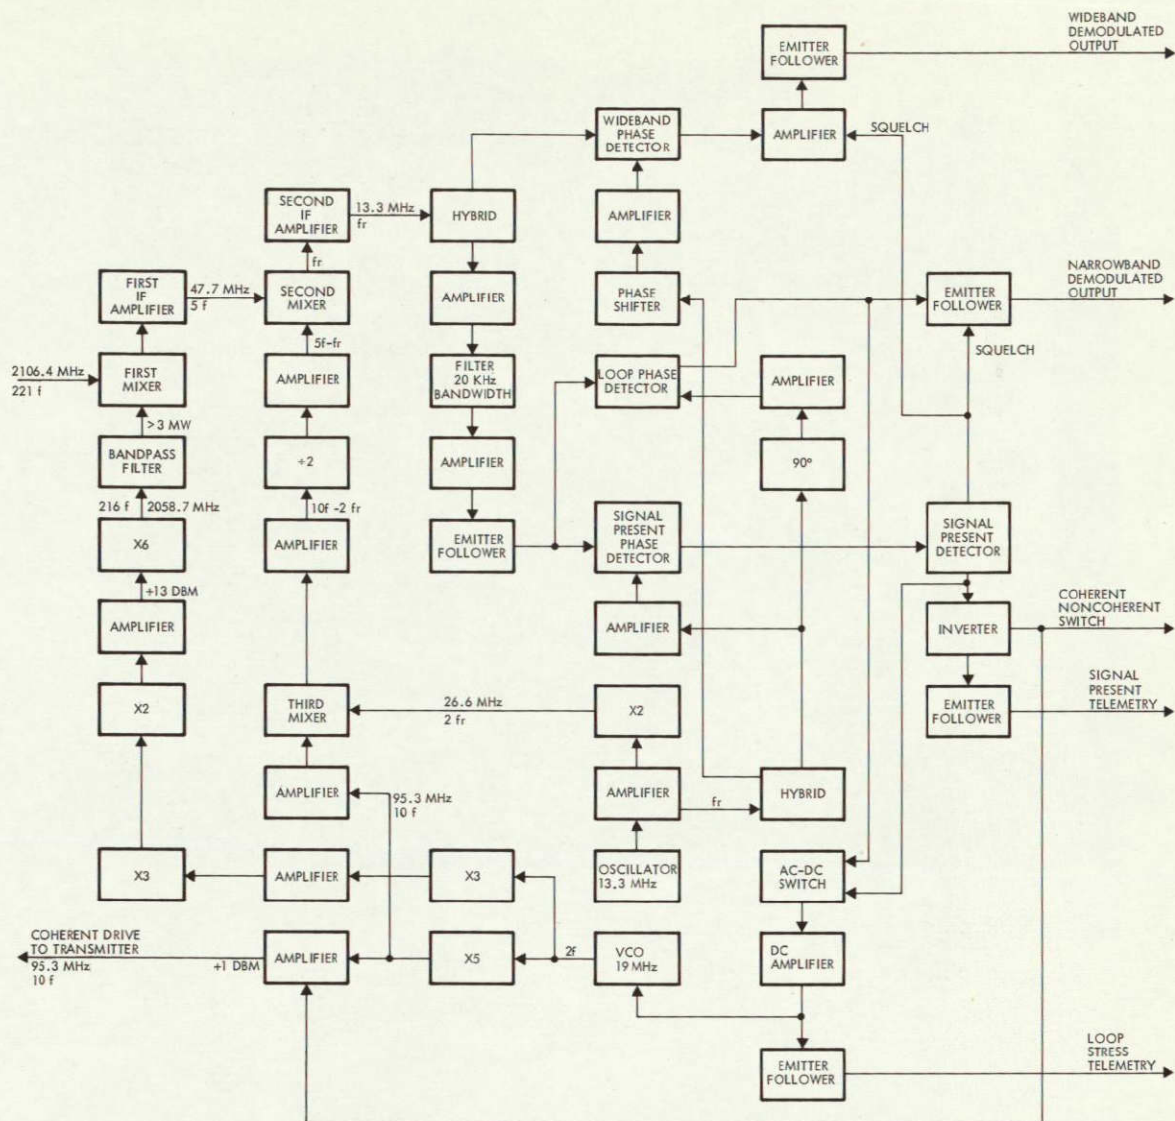 WIDEBAND
DEMODULATED
OUTPUT
EMITTER
FOLLOWER
WIDEBAND
PHASE
DETECTOR
AMPLIFIER
SQUELCH
SECOND
IF
AMPLIFIER
13.3 MHz
fr
HYBRID
AMPLIFIER
fr
FIRST
IF
AMPLIFIER
47.7 MHz
5 f
SECOND
MIXER
AMPLIFIER
PHASE
SHIFTER
EMITTER
FOLLOWER
NARROWBAND
DEMODULATED
OUTPUT
5f-fr
SQUELCH
2106.4 MHz
221 f
FIRST
MIXER
AMPLIFIER
FILTER
20 KHz
BANDWIDTH
LOOP PHASE
DETECTOR
AMPLIFIER
>3 MW
BANDPASS
FILTER
÷2
AMPLIFIER
90°
216 f
2058.7 MHz
10f -2 fr
X6
AMPLIFIER
EMITTER
FOLLOWER
SIGNAL
PRESENT
PHASE
DETECTOR
SIGNAL
PRESENT
DETECTOR
+13 DBM
AMPLIFIER
AMPLIFIER
INVERTER
COHERENT
NONCOHERENT
SWITCH
X2
THIRD
MIXER
26.6 MHz
2 fr
X2
EMITTER
FOLLOWER
SIGNAL
PRESENT
TELEMETRY
AMPLIFIER
95.3 MHz
10 f
AMPLIFIER
fr
HYBRID
X3
AMPLIFIER
X3
OSCILLATOR
13.3 MHz
AC-DC
SWITCH
COHERENT DRIVE
TO TRANSMITTER
95.3 MHz
10 f
+1 DBM
AMPLIFIER
X5
2f
VCO
19 MHz
DC
AMPLIFIER
EMITTER
FOLLOWER
LOOP
STRESS
TELEMETRY